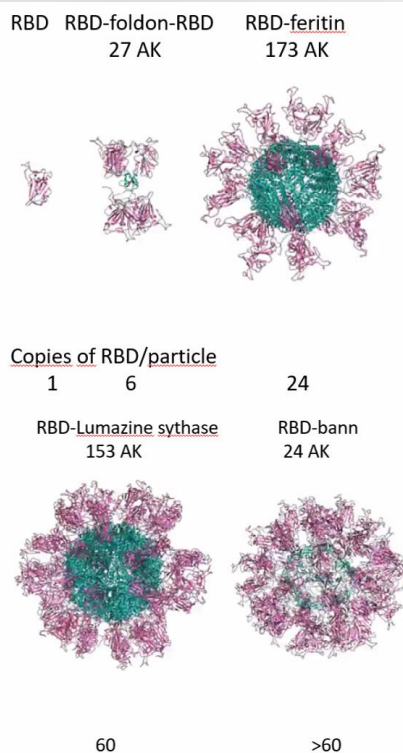 RBD RBD-foldon-RBD RBD-feritin
27 AK 173 AK
Copies of RBD/particle
1 6 24
RBD-Lumazine sythase RBD-bann
153 AK 24 AK
60 >60